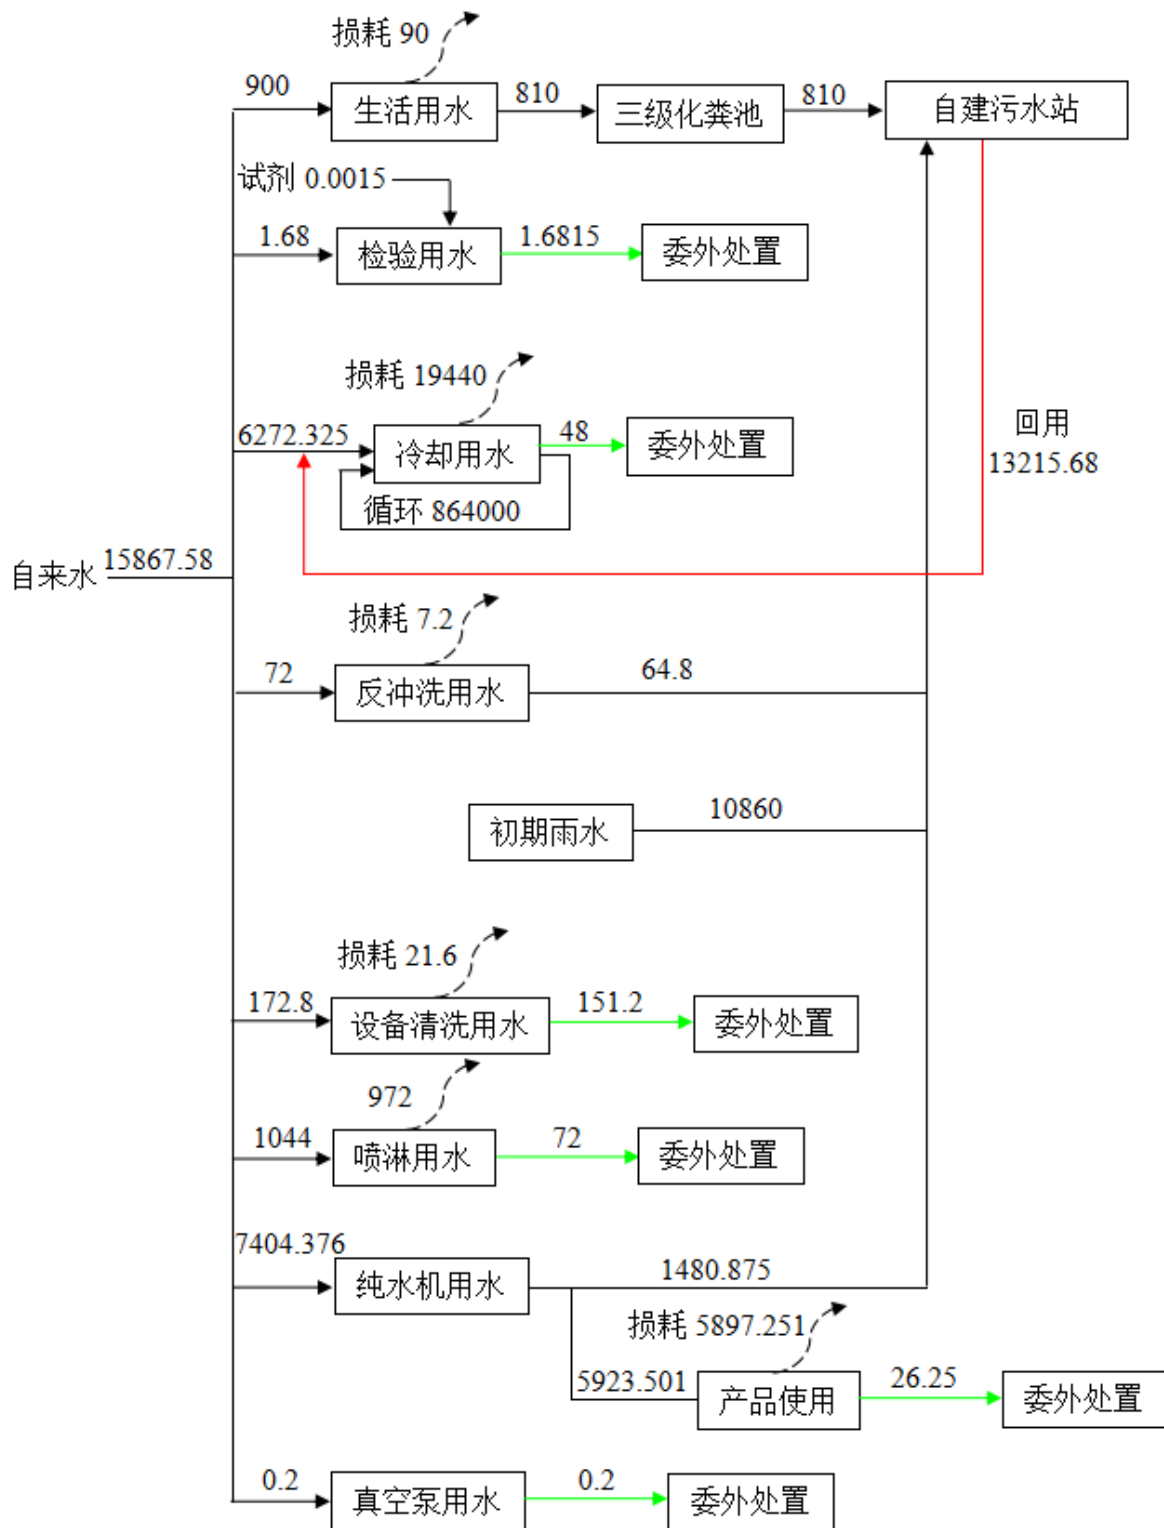 损耗 90
900
生活用水
810
三级化粪池
810
自建污水站
试剂 0.0015
1.68
检验用水
1.6815
委外处置
损耗 19440
6272.325
冷却用水
48
委外处置
回用
13215.68
循环 864000
自来水
15867.58
损耗 7.2
72
反冲洗用水
64.8
初期雨水
10860
损耗 21.6
172.8
设备清洗用水
151.2
委外处置
972
1044
喷淋用水
72
委外处置
7404.376
纯水机用水
1480.875
损耗 5897.251
5923.501
产品使用
26.25
委外处置
0.2
真空泵用水
0.2
委外处置